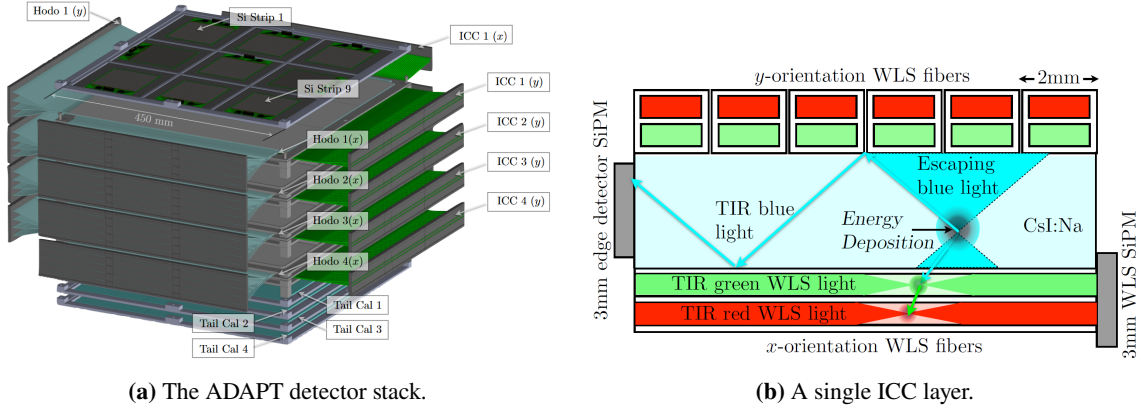 Hodo 1 (y)
Si Strip 1
ICC 1 (x)
ICC 1 (y)
Si Strip 9
450 mm
ICC 2 (y)
Hodo 1(x)
ICC 3 (y)
Hodo 2(x)
ICC 4 (y)
Hodo 3(x)
Hodo 4(x)
Tail Cal 1
Tail Cal 2
Tail Cal 3
Tail Cal 4
(a) The ADAPT detector stack.
y-orientation WLS fibers
2mm
3mm edge detector SiPM
Escaping
blue light
TIR blue
light
Energy
Deposition
CsI:Na
TIR green WLS light
TIR red WLS light
3mm WLS SiPM
x-orientation WLS fibers
(b) A single ICC layer.